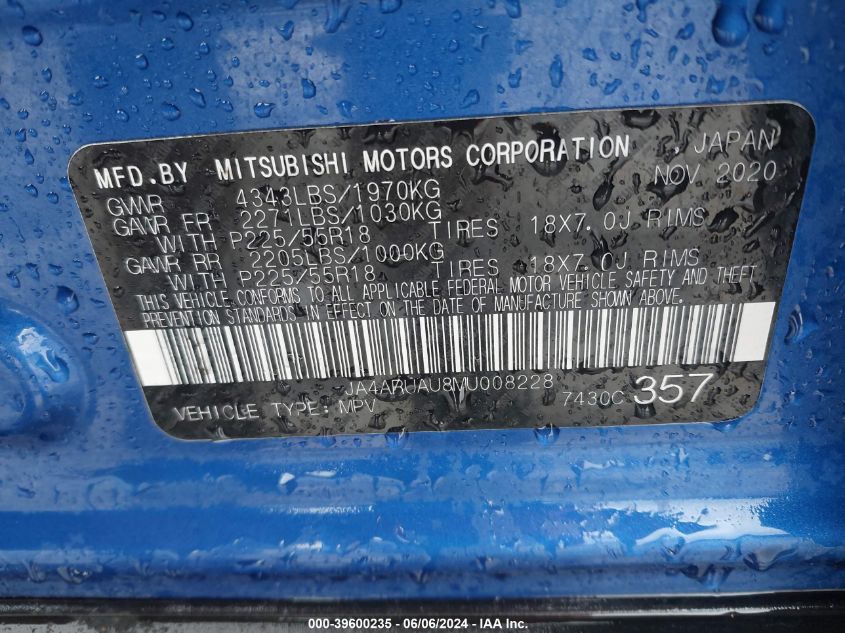 MFD.BY MITSUBISHI MOTORS CORPORATION , JAPAN
GWR 4343LBS/1970KG NOV 2020
GAWR FR 2271LBS/1030KG
WITH P225/55R18 TIRES 18X7.0J RIMS
GAWR RR 2205LBS/1000KG
WITH P225/55R18 TIRES 18X7.0J RIMS
THIS VEHICLE CONFORMS TO ALL APPLICABLE FEDERAL MOTOR VEHICLE SAFETY AND THEFT
PREVENTION STANDARDS IN EFFECT ON THE DATE OF MANUFACTURE SHOWN ABOVE.
JA4ARUAU8MU008228 7430C 357
VEHICLE TYPE: MPV
000-39600235 - 06/06/2024 - IAA Inc.